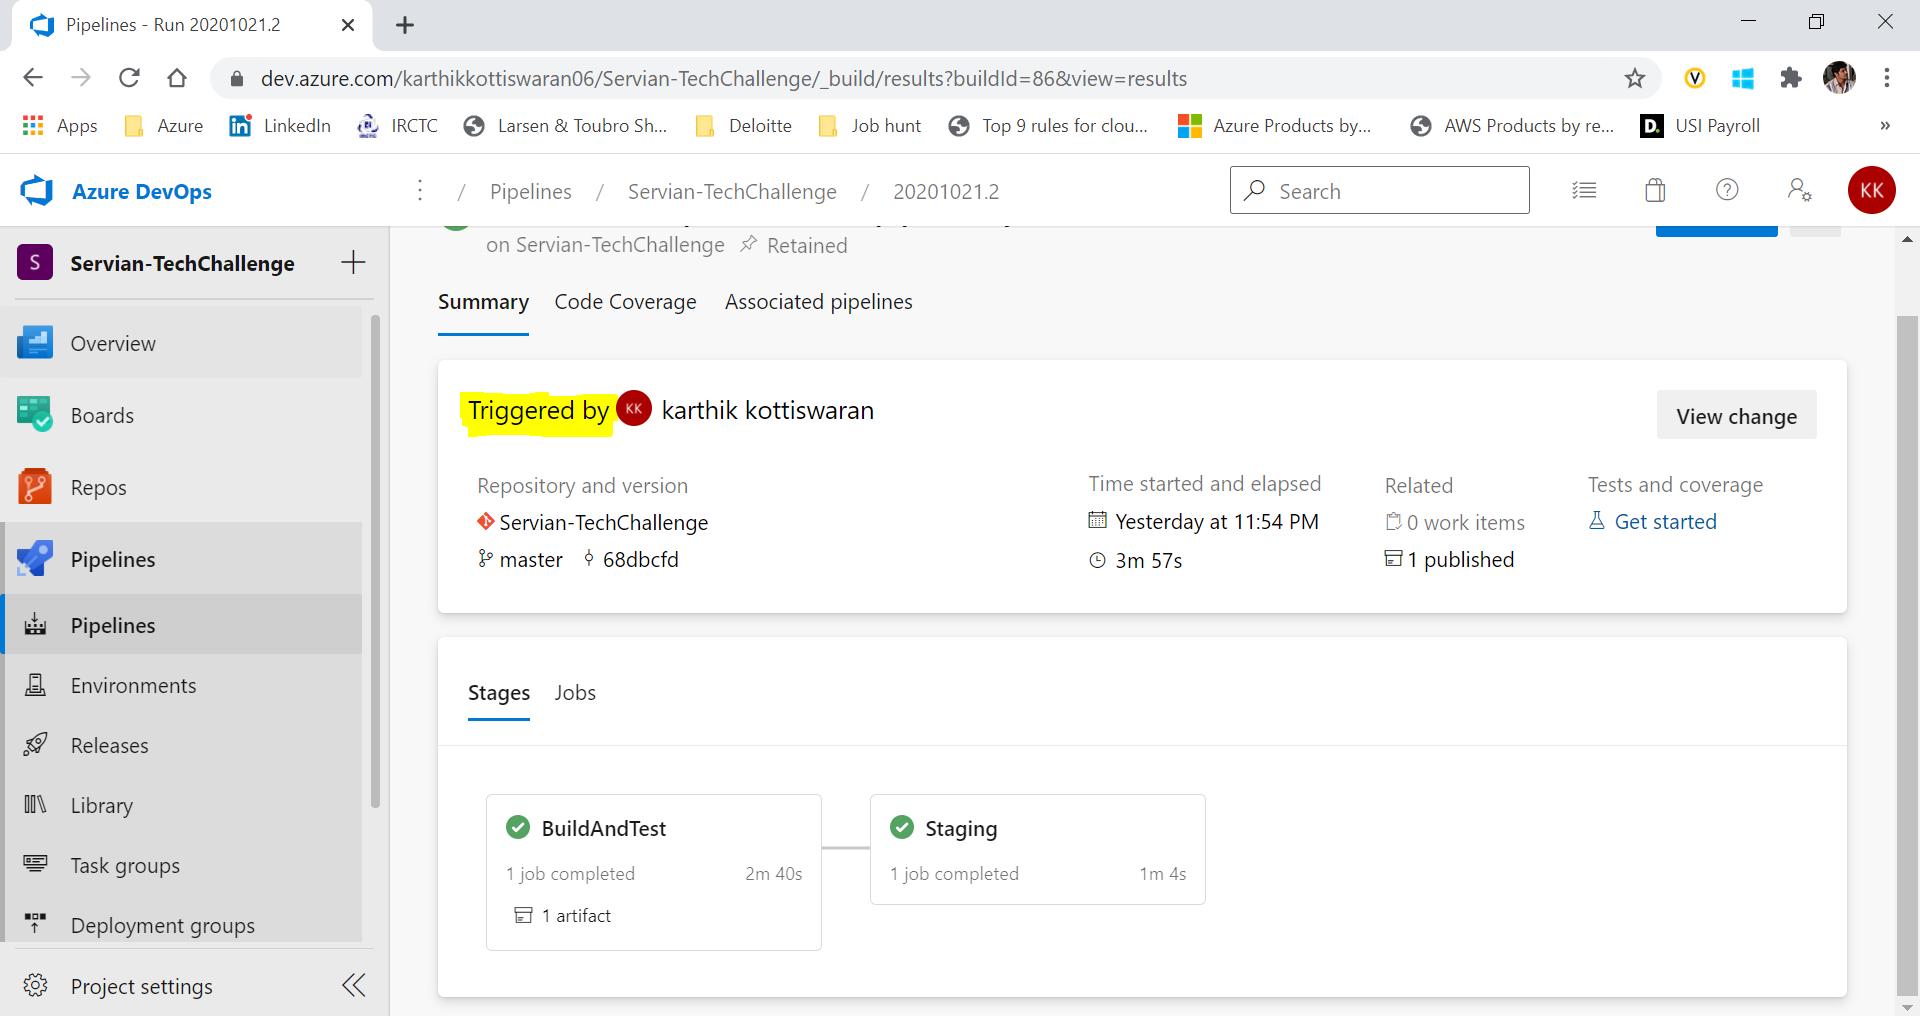 Pipelines - Run 20201021.2
dev.azure.com/karthikkottiswaran06/Servian-TechChallenge/_build/results?buildId=86&view=results
Apps Azure LinkedIn IRCTC Larsen & Toubro Sh... Deloitte Job hunt Top 9 rules for clou... Azure Products by... AWS Products by re... D. USI Payroll »
Azure DevOps / Pipelines / Servian-TechChallenge / 20201021.2 Search KK
S Servian-TechChallenge
on Servian-TechChallenge Retained
Summary Code Coverage Associated pipelines
Overview
Boards
Repos
Pipelines
Pipelines
Environments
Releases
Library
Task groups
Deployment groups
Project settings
Triggered by KK karthik kottiswaran
View change
Repository and version
Servian-TechChallenge
master 68dbcfd
Time started and elapsed
Yesterday at 11:54 PM
3m 57s
Related
0 work items
1 published
Tests and coverage
Get started
Stages Jobs
BuildAndTest
1 job completed 2m 40s
1 artifact
Staging
1 job completed 1m 4s